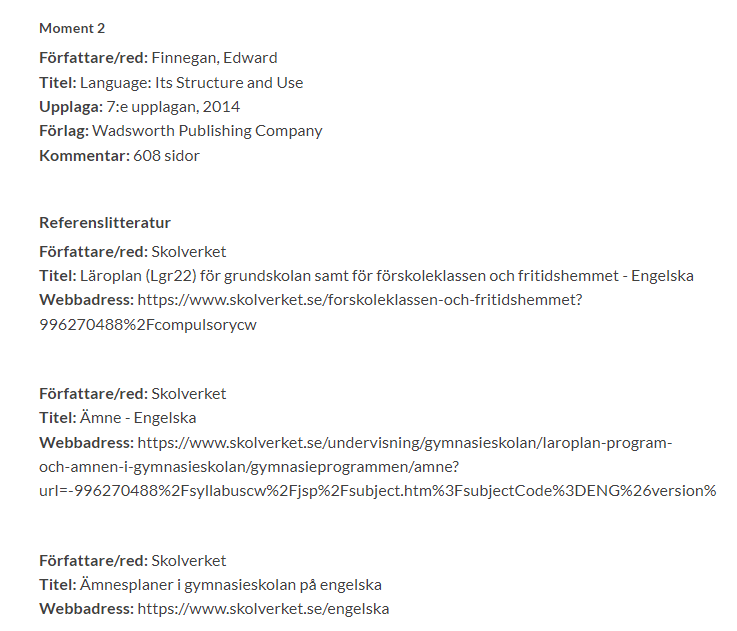 Moment 2
Författare/red: Finnegan, Edward
Titel: Language: Its Structure and Use
Upplaga: 7:e upplagan, 2014
Förlag: Wadsworth Publishing Company
Kommentar: 608 sidor
Referenslitteratur
Författare/red: Skolverket
Titel: Läroplan (Lgr22) för grundskolan samt för förskoleklassen och fritidshemmet - Engelska
Webbadress: https://www.skolverket.se/forskoleklassen-och-fritidshemmet?
996270488%2Fcompulsorycw
Författare/red: Skolverket
Titel: Ämne - Engelska
Webbadress: https://www.skolverket.se/undervisning/gymnasieskolan/laroplan-program-
och-amnen-i-gymnasieskolan/gymnasieprogrammen/amne?
url=-996270488%2Fsyllabuscw%2Fjsp%2Fsubject.htm%3FsubjectCode%3DENG%26version%
Författare/red: Skolverket
Titel: Ämnesplaner i gymnasieskolan på engelska
Webbadress: https://www.skolverket.se/engelska